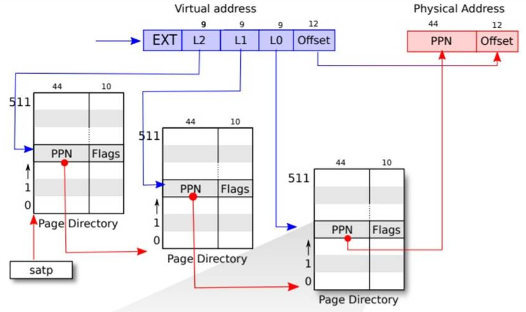 Virtual address
Physical Address
9 9 9 12
EXT L2 L1 L0 Offset
44 12
PPN Offset
44 10
511
PPN Flags
1
0
Page Directory
satp
44 10
511
PPN Flags
1
0
Page Directory
44 10
511
PPN Flags
1
0
Page Directory